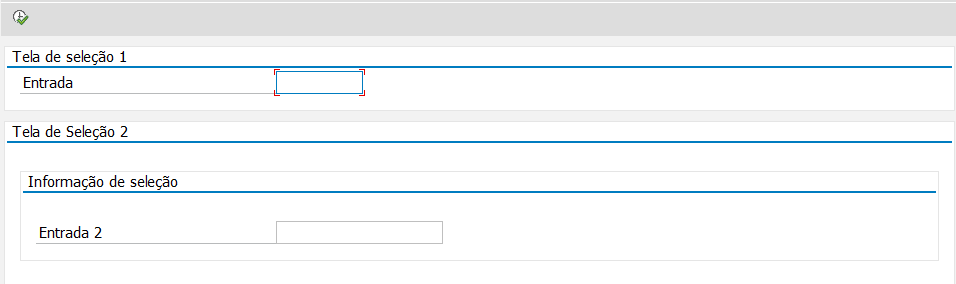 Tela de seleção 1
Entrada
Tela de Seleção 2
Informação de seleção
Entrada 2